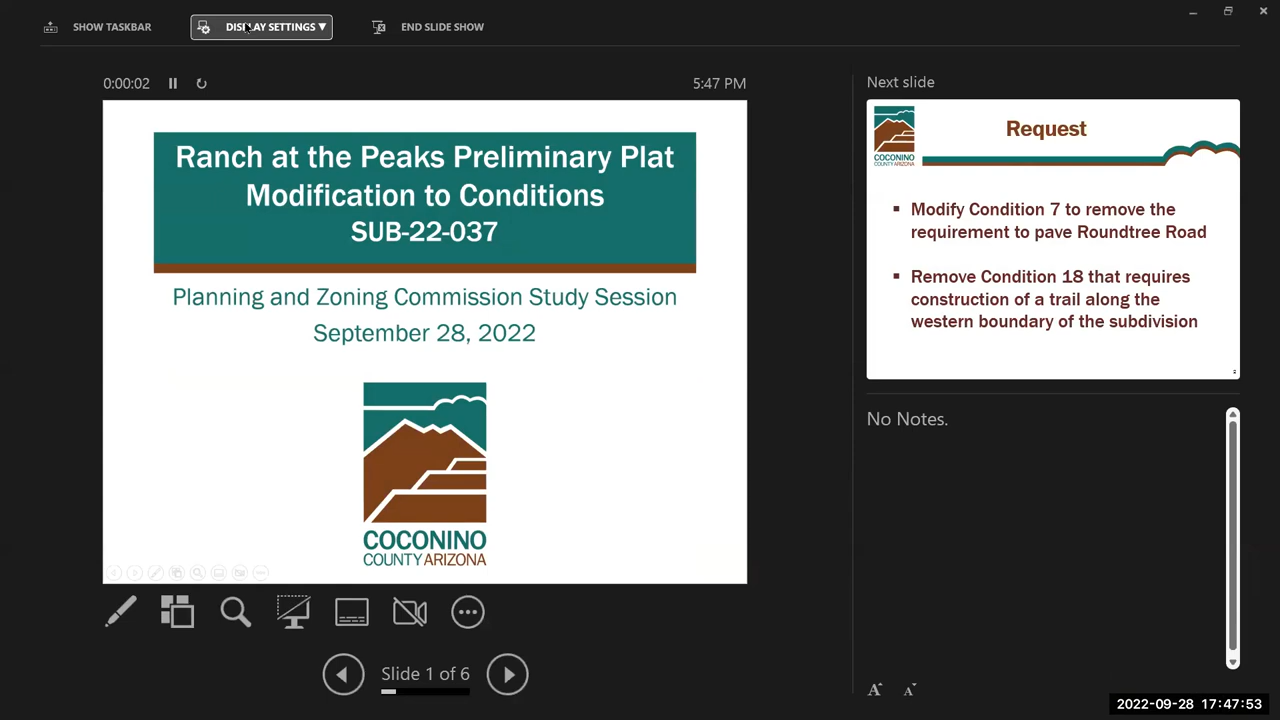 SHOW TASKBAR
DISPLAY SETTINGS ▼
END SLIDE SHOW
0:00:02
5:47 PM
Ranch at the Peaks Preliminary Plat
Modification to Conditions
SUB-22-037
Planning and Zoning Commission Study Session
September 28, 2022
COCONINO
COUNTY ARIZONA
Slide 1 of 6
Next slide
COCONINO
COUNTY ARIZONA
Request
▪ Modify Condition 7 to remove the
requirement to pave Roundtree Road
▪ Remove Condition 18 that requires
construction of a trail along the
western boundary of the subdivision
2
No Notes.
A A
2022-09-28 17:47:53